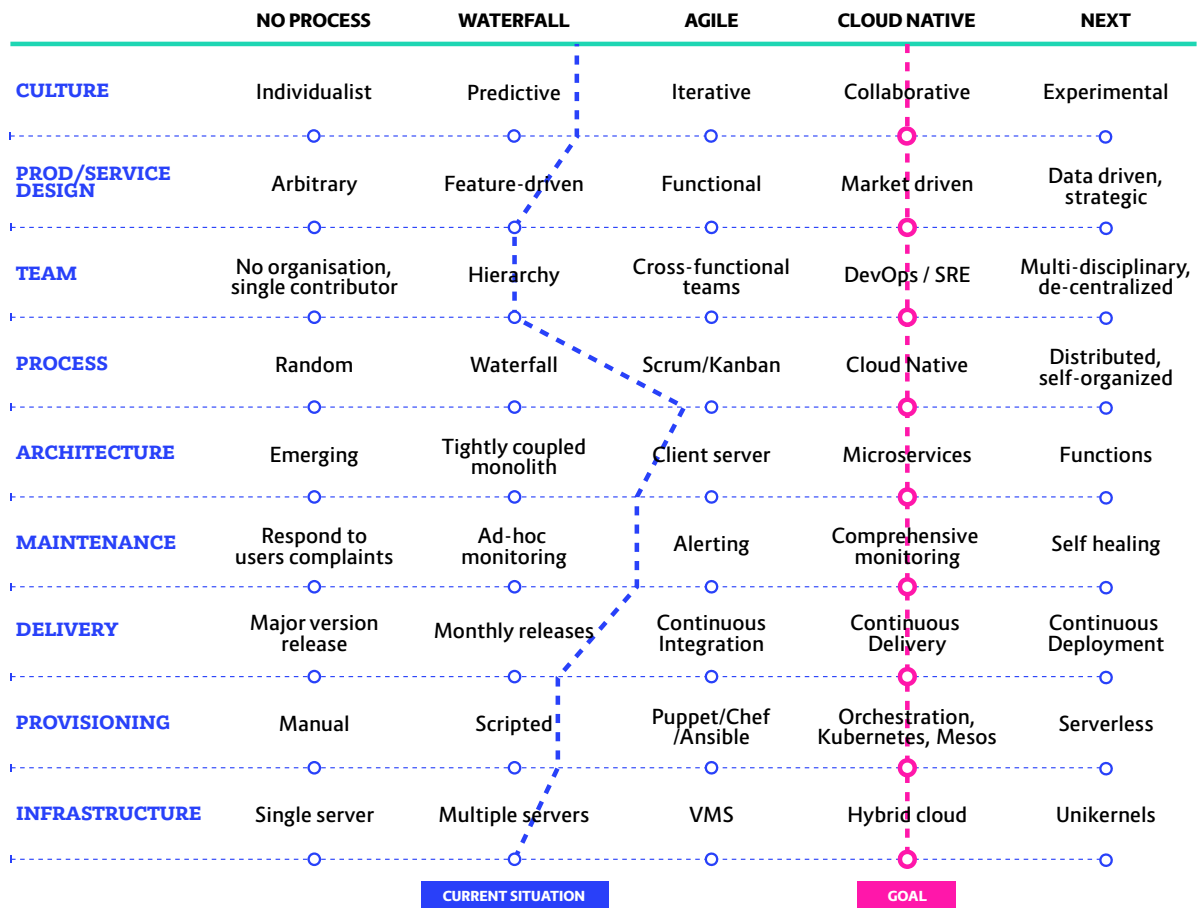 NO PROCESS WATERFALL AGILE CLOUD NATIVE NEXT
CULTURE Individualist Predictive Iterative Collaborative Experimental
PROD/SERVICE
DESIGN
Arbitrary Feature-driven Functional Market driven
Data driven,
strategic
TEAM
No organisation,
single contributor
Hierarchy
Cross-functional
teams
DevOps / SRE
Multi-disciplinary,
de-centralized
PROCESS Random Waterfall Scrum/Kanban Cloud Native
Distributed,
self-organized
ARCHITECTURE Emerging
Tightly coupled
monolith
Client server Microservices Functions
MAINTENANCE
Respond to
users complaints
Ad-hoc
monitoring
Alerting
Comprehensive
monitoring
Self healing
DELIVERY
Major version
release
Monthly releases
Continuous
Integration
Continuous
Delivery
Continuous
Deployment
PROVISIONING Manual Scripted
Puppet/Chef
/Ansible
Orchestration,
Kubernetes, Mesos
Serverless
INFRASTRUCTURE Single server Multiple servers VMS Hybrid cloud Unikernels
CURRENT SITUATION GOAL